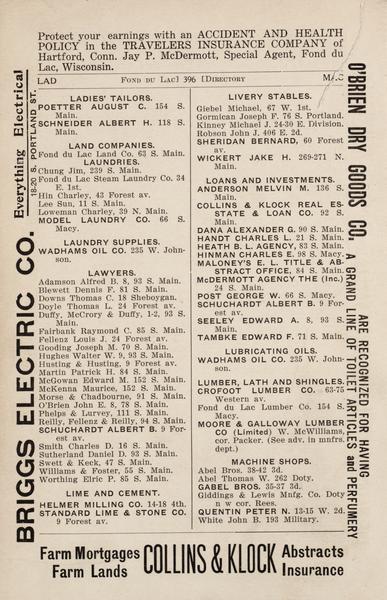 Protect your earnings with an ACCIDENT AND HEALTH
POLICY in the TRAVELERS INSURANCE COMPANY of
Hartford, Conn. Jay P. McDermott, Special Agent, Fond du
Lac, Wisconsin.
LAD FOND DU LAC] 396 [DIRECTORY MAC
BRIGGS ELECTRIC CO. Everything Electrical
18-20 S. PORTLAND ST.
LADIES' TAILORS.
POETTER AUGUST C. 154 S.
Main.
SCHNEIDER ALBERT H. 118 S.
Main.
LAND COMPANIES.
Fond du Lac Land Co. 63 S. Main.
LAUNDRIES.
Chung Jim, 239 S. Main.
Fond du Lac Steam Laundry Co. 34
E. 1st.
Hin Charley, 43 Forest av.
Lee Sun, 11 S. Main.
Loweman Charley, 39 N. Main.
MODEL LAUNDRY CO. 66 S.
Macy.
LAUNDRY SUPPLIES.
WADHAMS OIL CO. 235 W. John-
son.
LAWYERS.
Adamson Alfred B. 8, 93 S. Main.
Blewett Dennis F. 81 S. Main.
Downs Thomas C. 18 Sheboygan.
Doyle Thomas L. 24 Forest av.
Duffy, McCrory & Duffy, 1-2, 93 S.
Main.
Fairbank Raymond C. 85 S. Main.
Fellenz Louis J. 24 Forest av.
Gooding Joseph M. 70 S. Main.
Hughes Walter W. 9, 93 S. Main.
Husting & Husting, 9 Forest av.
Martin Patrick H. 84 S. Main.
McGowan Edward M. 152 S. Main.
McKenna Maurice, 152 S. Main.
Morse & Chadbourne, 91 S. Main.
O'Brien John E. 8, 78 S. Main.
Phelps & Lurvey, 111 S. Main.
Reilly, Fellenz & Reilly, 94 S. Main.
SCHUCHARDT ALBERT B. 9 For-
est av.
Smith Charles D. 16 S. Main.
Sutherland Daniel D. 93 S. Main.
Swett & Keck, 47 S. Main.
Williams & Foster, 55 S. Main.
Worthing Elric P. 85 S. Main.
LIME AND CEMENT.
HELMER MILLING CO. 14-18 4th.
STANDARD LIME & STONE CO.
9 Forest av.
LIVERY STABLES.
Giebel Michael, 67 W. 1st.
Gormican Joseph F. 76 S. Portland.
Kinney Michael J. 24-30 E. Division.
Robson John J. 406 E. 2d.
SHERIDAN BERNARD, 60 Forest
av.
WICKERT JAKE H. 269-271 N.
Main.
LOANS AND INVESTMENTS.
ANDERSON MELVIN M. 136 S.
Main.
COLLINS & KLOCK REAL ES-
STATE & LOAN CO. 92 S.
Main.
DANA ALEXANDER G. 90 S. Main.
HANDT CHARLES L. 21 S. Main.
HEATH B. L. AGENCY, 83 S. Main.
HINMAN CHARLES E. 98 S. Macy.
MALONEY'S E. L. TITLE & AB-
STRACT OFFICE, 84 S. Main.
McDERMOTT AGENCY THE (Inc.)
24 S. Main.
POST GEORGE W. 66 S. Macy.
SCHUCHARDT ALBERT B. 9 For-
est av.
SEELEY EDWARD A. 8, 93 S.
Main.
TAMBKE EDWARD F. 71 S. Main.
LUBRICATING OILS.
WADHAMS OIL CO. 235 W. John-
son.
LUMBER, LATH AND SHINGLES.
CROFOOT LUMBER CO. 63-75
Western av.
Fond du Lac Lumber Co. 154 S.
Macy.
MOORE & GALLOWAY LUMBER
CO (Limited) W. McWilliams,
cor. Packer. (See adv. in mnfrs.
dept.)
MACHINE SHOPS.
Abel Bros. 38-42 3d.
Abel Thomas W. 262 Doty.
GABEL BROS. 35-37 3d.
Giddings & Lewis Mnfg. Co. Doty
n w cor. Rees.
QUENTIN PETER N. 13-15 W. 2d.
White John B. 193 Military.
O'BRIEN DRY GOODS CO. ARE RECOGNIZED FOR HAVING
A GRAND LINE OF TOILET ARTICLES and PERFUMERY
Farm Mortgages COLLINS & KLOCK Abstracts
Farm Lands Insurance